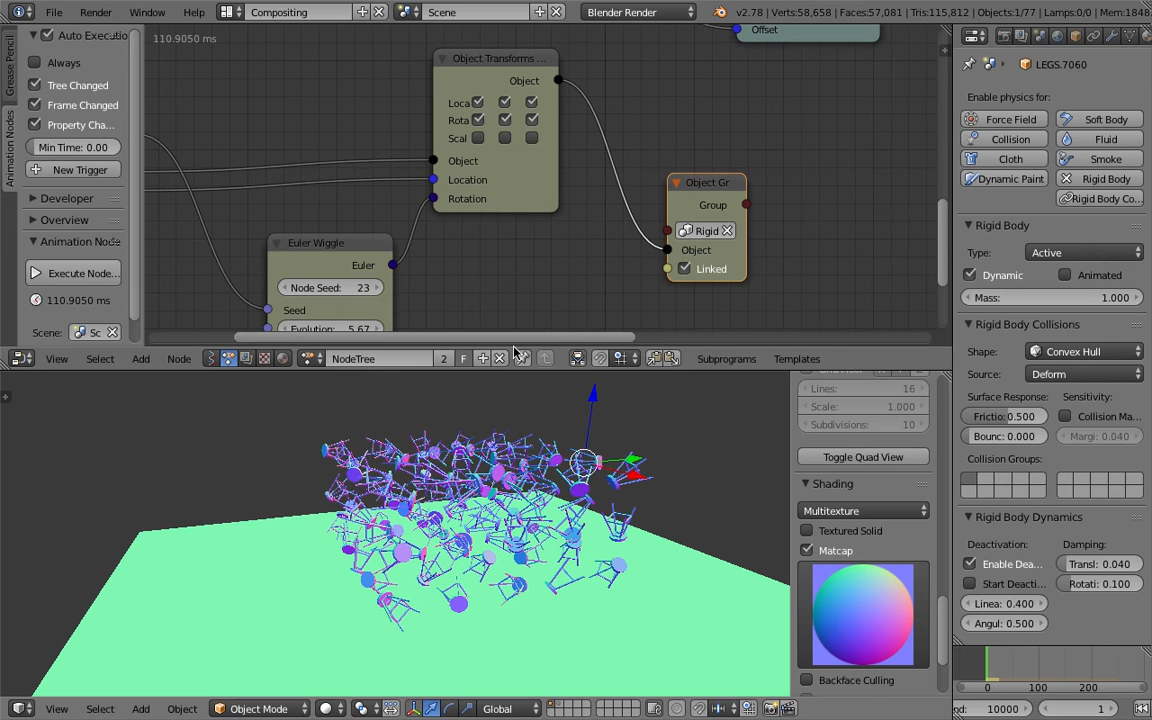 File Render Window Help Compositing Scene Blender Render v2.78 | Verts:58,658 | Faces:57,081 | Tris:115,812 | Objects:1/77 | Lamps:0/0 | Mem:1848.
Grease Pencil
Animation Nodes
Auto Executio
Always
Tree Changed
Frame Changed
Property Cha...
Min Time: 0.00
New Trigger
Developer
Overview
Animation Node
Execute Node...
110.9050 ms
Scene: Sc
110.9050 ms
Object Transforms ...
Object
Loca
Rota
Scal
Object
Location
Rotation
Euler Wiggle
Euler
Node Seed: 23
Seed
Evolution: 5.67
Offset
Object Gr
Group
Rigid
Object
Linked
View Select Add Node NodeTree 2 F Subprograms Templates
Lines: 16
Scale: 1.000
Subdivisions: 10
Toggle Quad View
Shading
Multitexture
Textured Solid
Matcap
Backface Culling
View Select Add Object Object Mode Global
LEGS.7060
Enable physics for:
Force Field Soft Body
Collision Fluid
Cloth Smoke
Dynamic Paint Rigid Body
Rigid Body Co...
Rigid Body
Type: Active
Dynamic Animated
Mass: 1.000
Rigid Body Collisions
Shape: Convex Hull
Source: Deform
Surface Response: Sensitivity:
Frictio: 0.500 Collision Ma...
Bounc: 0.000 Margi: 0.040
Collision Groups:
Rigid Body Dynamics
Deactivation: Damping:
Enable Dea... Transl: 0.040
Start Deacti... Rotati: 0.100
Linea: 0.400
Angul: 0.500
0 100 200
nd: 10000 1